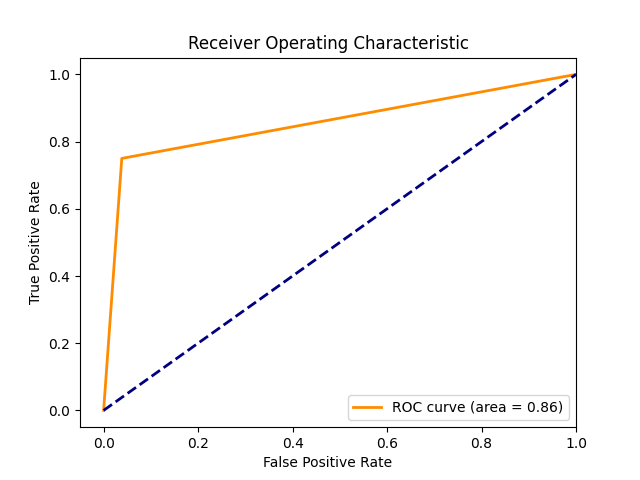 Receiver Operating Characteristic
1.0
0.8
0.6
0.4
0.2
0.0
True Positive Rate
0.0 0.2 0.4 0.6 0.8 1.0
False Positive Rate
ROC curve (area = 0.86)